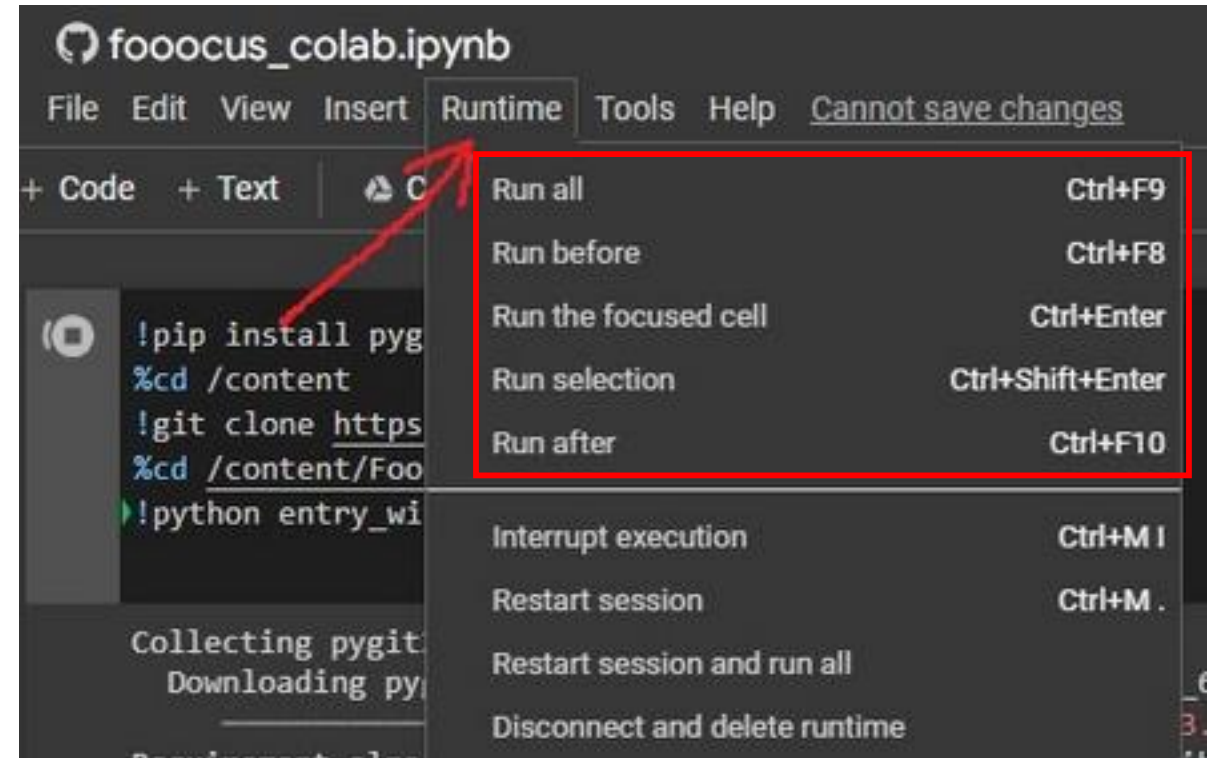 fooocus_colab.ipynb
File Edit View Insert Runtime Tools Help Cannot save changes
+ Code + Text
Run all Ctrl+F9
Run before Ctrl+F8
Run the focused cell Ctrl+Enter
Run selection Ctrl+Shift+Enter
Run after Ctrl+F10
Interrupt execution Ctrl+M I
Restart session Ctrl+M .
Restart session and run all
Disconnect and delete runtime
!pip install pyg
%cd /content
!git clone https
%cd /content/Foo
!python entry_wi
Collecting pygit
Downloading py